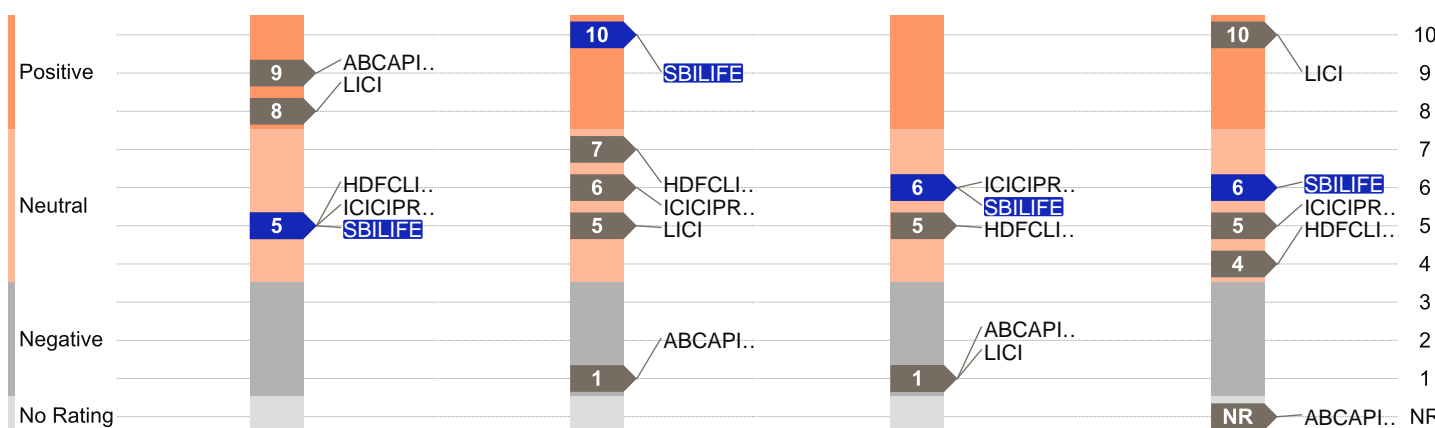 10 10 10
Positive 9 ABCAPI.. SBILIFE LICI 9
8 LICI 8
7 7
HDFCLI.. HDFCLI.. 6 ICICIPR.. 6 SBILIFE 6
Neutral ICICIPR.. 6 ICICIPR.. SBILIFE ICICIPR..
5 SBILIFE 5 LICI 5 HDFCLI.. 5 HDFCLI.. 5
4 4
3
Negative ABCAPI.. ABCAPI.. 2
LICI
1 1 1
No Rating NR ABCAPI.. NR